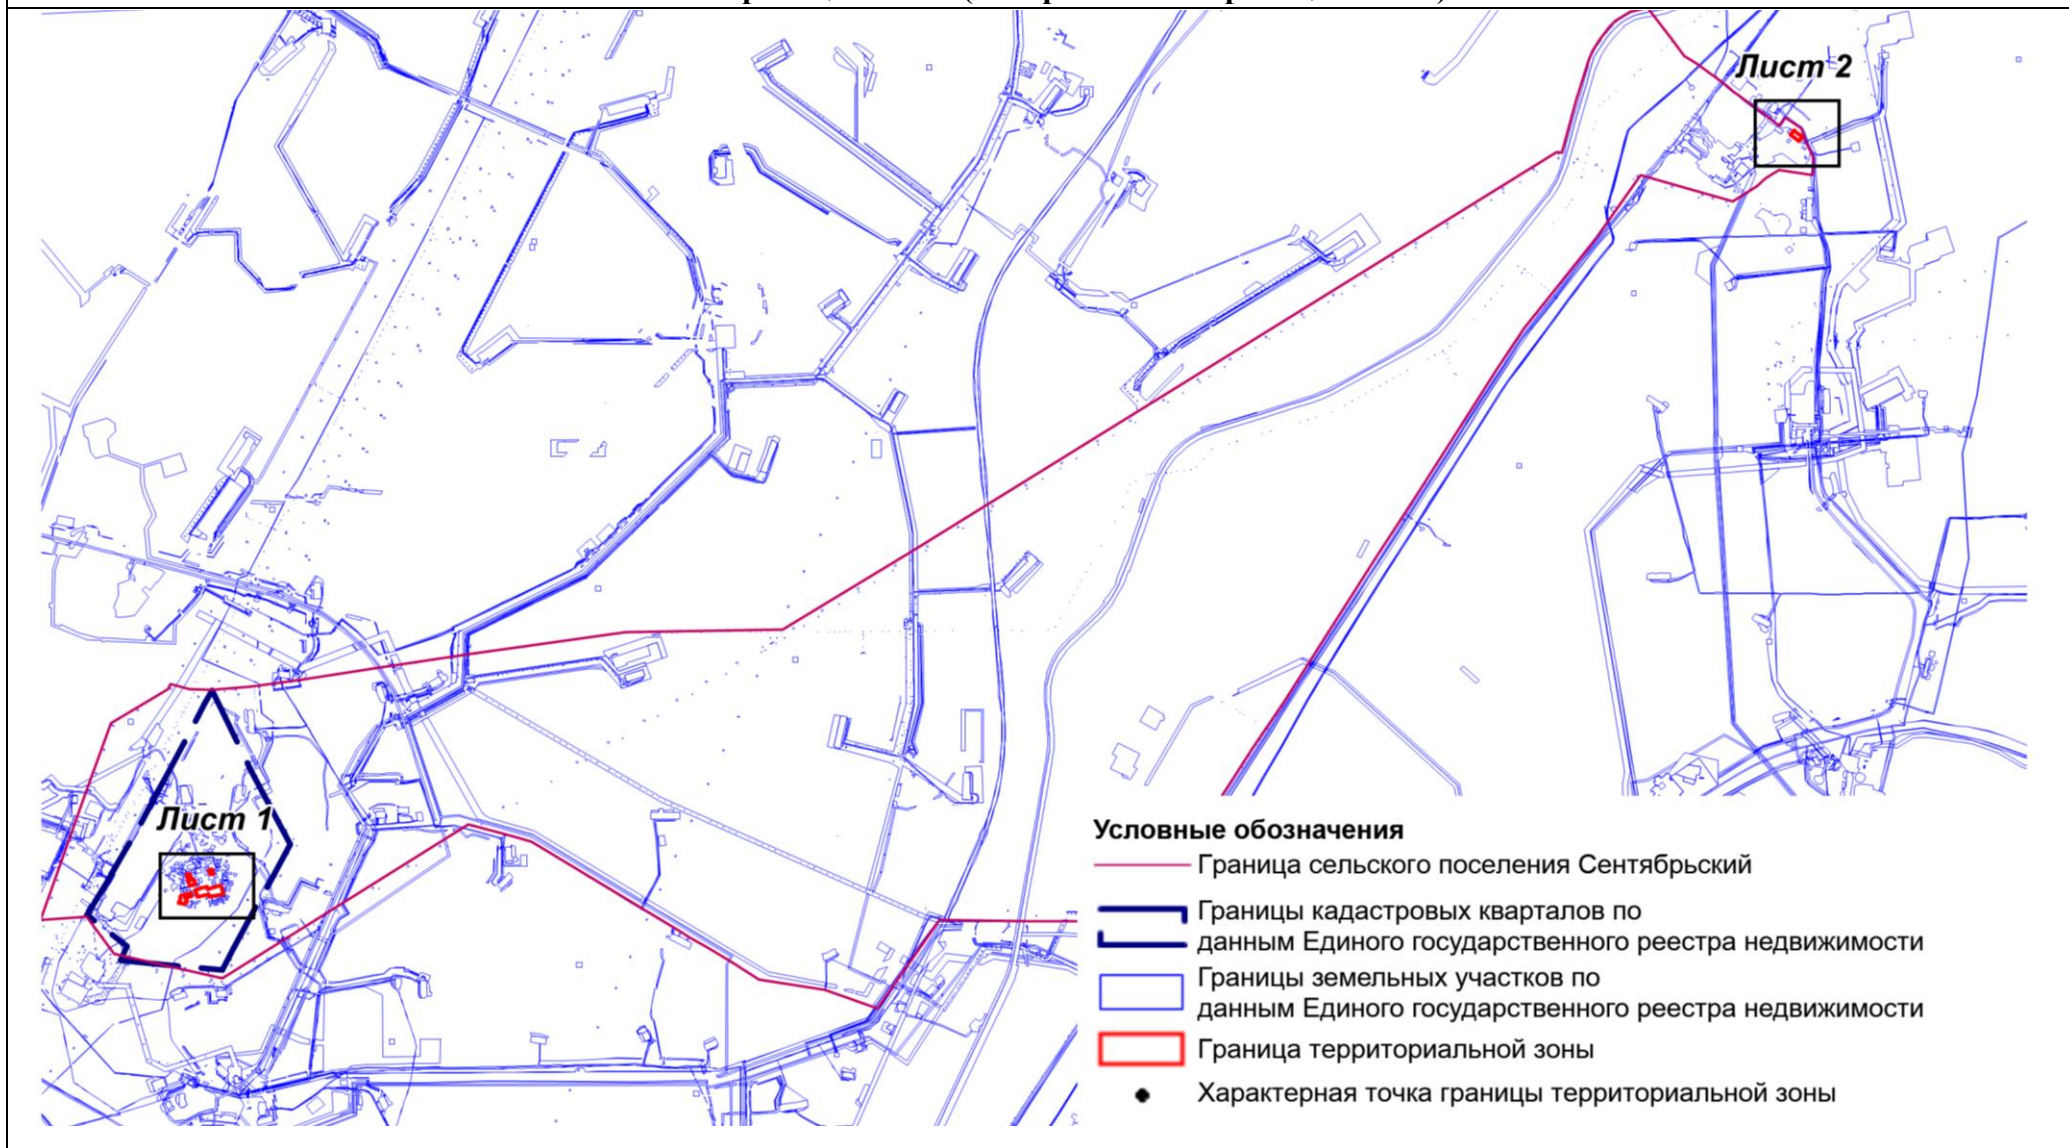 Лист 2
Лист 1
Условные обозначения
Граница сельского поселения Сентябрьский
Границы кадастровых кварталов по
данным Единого государственного реестра недвижимости
Границы земельных участков по
данным Единого государственного реестра недвижимости
Граница территориальной зоны
Характерная точка границы территориальной зоны